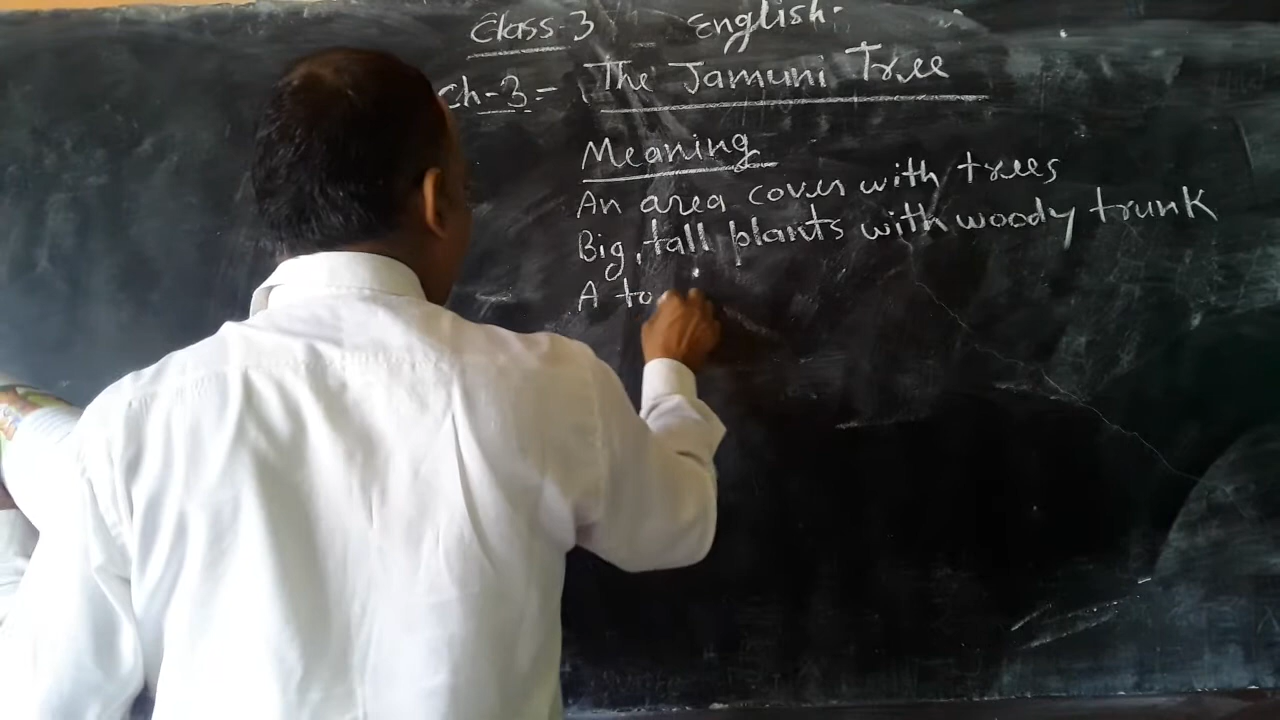 Class-3 English.
Ch-3:- The Jamuni Tree
Meaning
An area cover with trees
Big, tall plants with woody trunk
A to